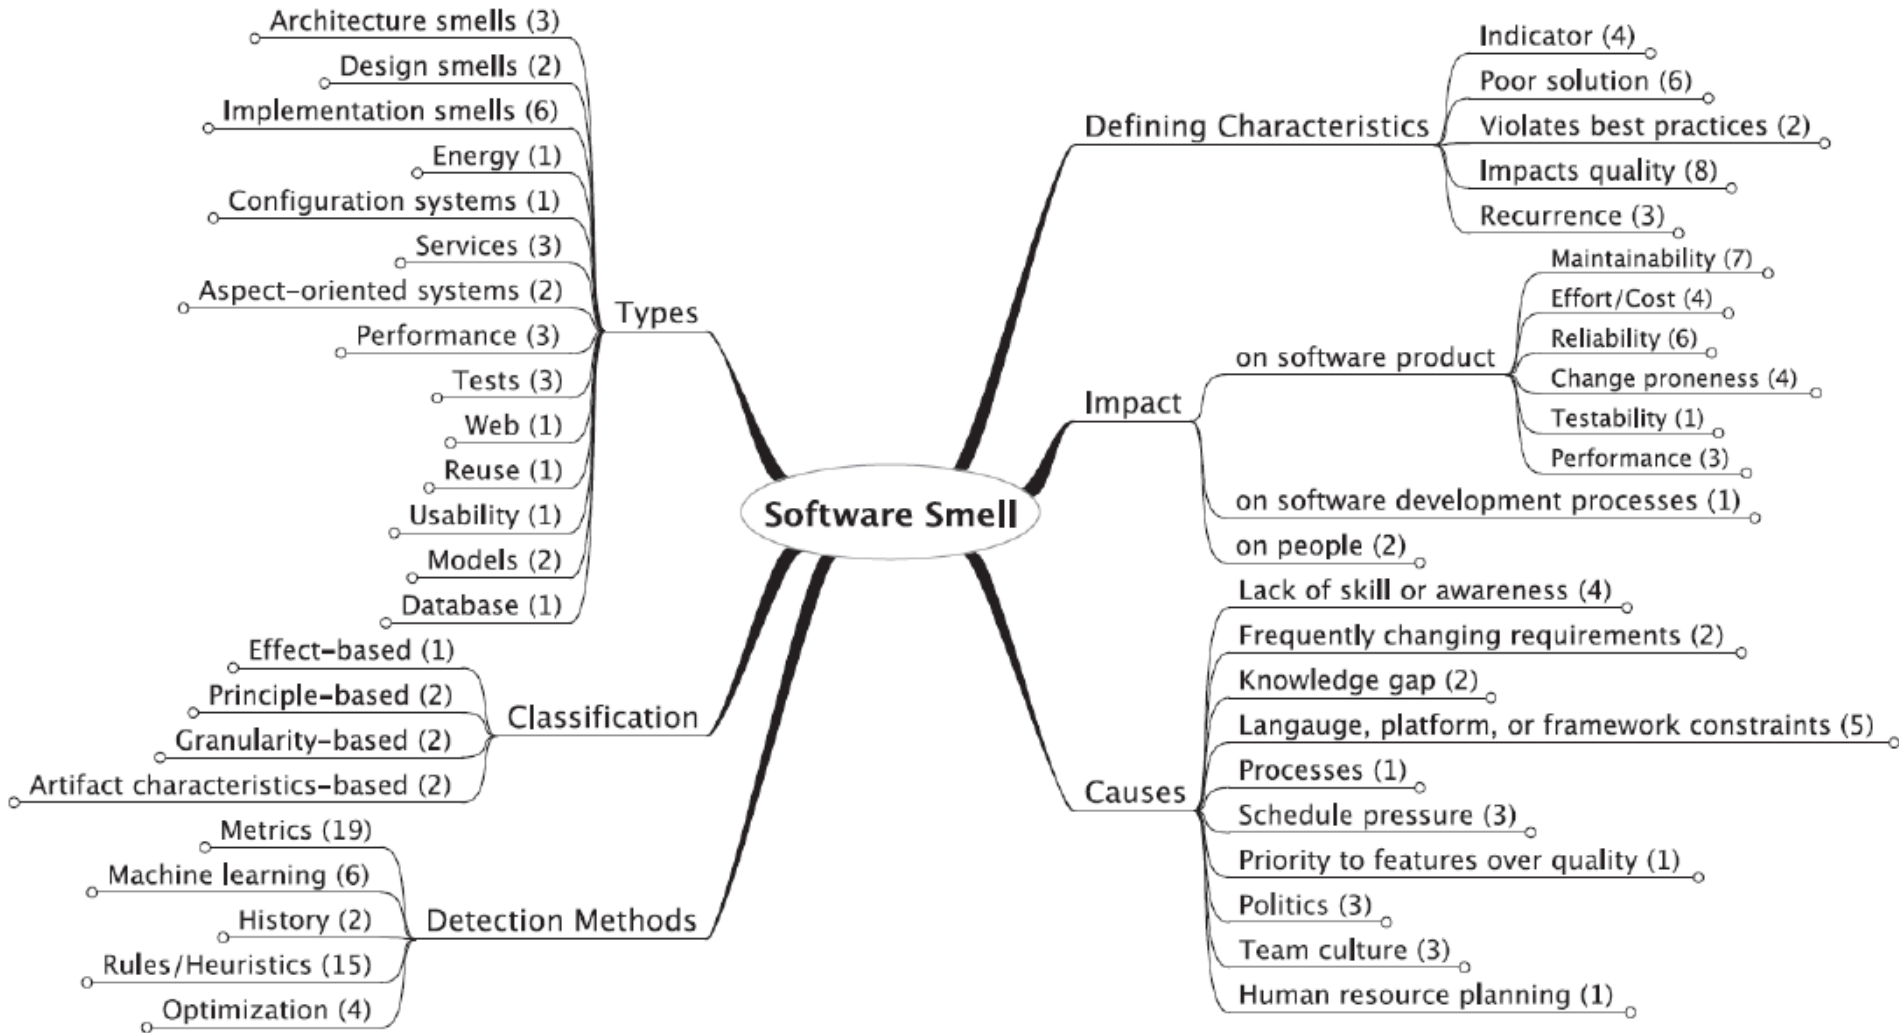 Architecture smells (3)
Design smells (2)
Implementation smells (6)
Energy (1)
Configuration systems (1)
Services (3)
Aspect-oriented systems (2)
Performance (3)
Tests (3)
Web (1)
Reuse (1)
Usability (1)
Models (2)
Database (1)
Types
Effect-based (1)
Principle-based (2)
Granularity-based (2)
Artifact characteristics-based (2)
Classification
Metrics (19)
Machine learning (6)
History (2)
Rules/Heuristics (15)
Optimization (4)
Detection Methods
Software Smell
Defining Characteristics
Indicator (4)
Poor solution (6)
Violates best practices (2)
Impacts quality (8)
Recurrence (3)
Impact
on software product
Maintainability (7)
Effort/Cost (4)
Reliability (6)
Change proneness (4)
Testability (1)
Performance (3)
on software development processes (1)
on people (2)
Causes
Lack of skill or awareness (4)
Frequently changing requirements (2)
Knowledge gap (2)
Langauge, platform, or framework constraints (5)
Processes (1)
Schedule pressure (3)
Priority to features over quality (1)
Politics (3)
Team culture (3)
Human resource planning (1)